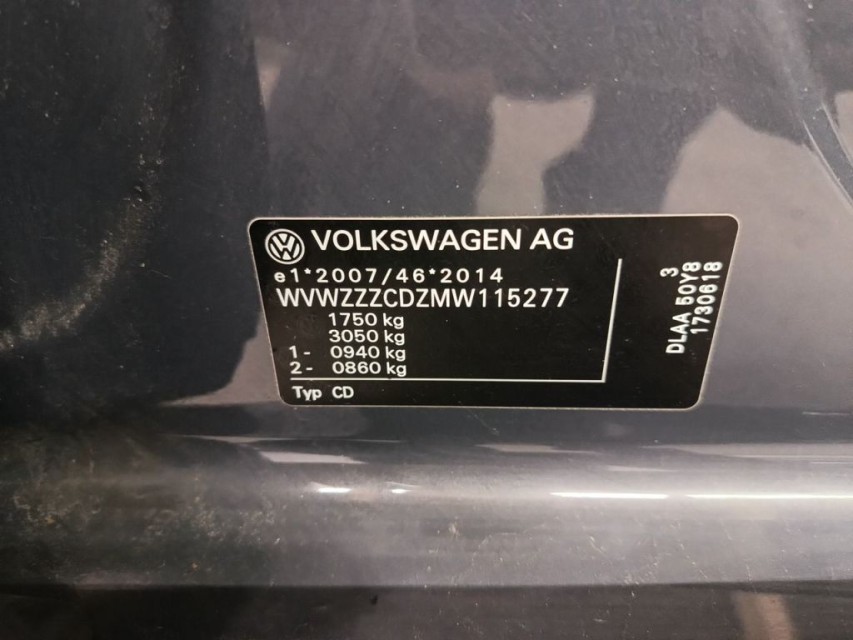 VOLKSWAGEN AG
e1*2007/46*2014
WVWZZZCDZMW115277
1750 kg
3050 kg
1- 0940 kg
2- 0860 kg
Typ CD
3
DLAA 50Y8
1730618